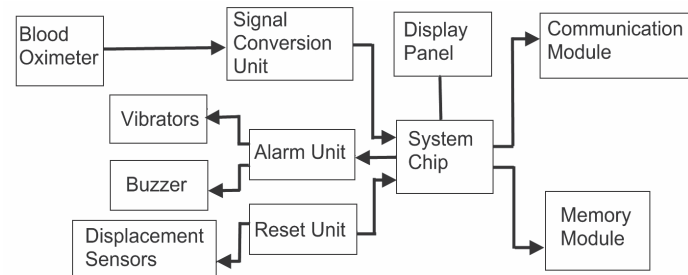 Blood
Oximeter
Signal
Conversion
Unit
Display
Panel
Communication
Module
Vibrators
Alarm Unit
System
Chip
Buzzer
Reset Unit
Displacement
Sensors
Memory
Module